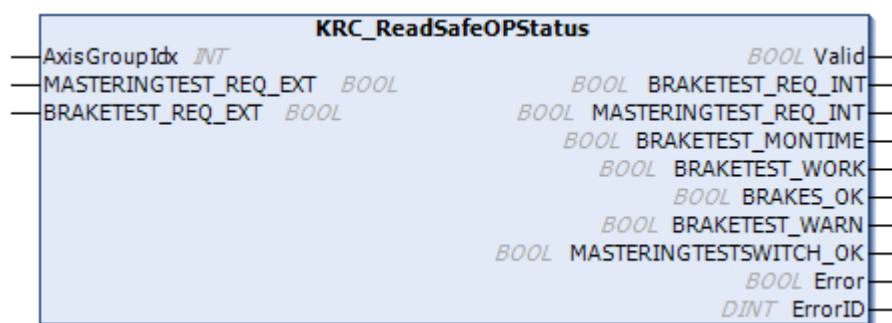 KRC_ReadSafeOPStatus
AxisGroupIdx INT BOOL Valid
MASTERINGTEST_REQ_EXT BOOL BOOL BRAKETEST_REQ_INT
BRAKETEST_REQ_EXT BOOL BOOL MASTERINGTEST_REQ_INT
BOOL BRAKETEST_MONTIME
BOOL BRAKETEST_WORK
BOOL BRAKES_OK
BOOL BRAKETEST_WARN
BOOL MASTERINGTESTSWITCH_OK
BOOL Error
DINT ErrorID